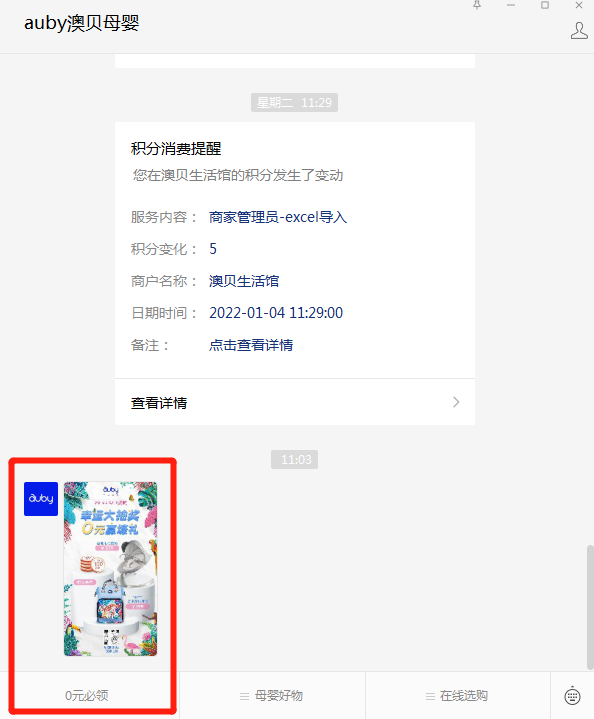 auby澳贝母婴
星期二 11:29
积分消费提醒
您在澳贝生活馆的积分发生了变动
服务内容： 商家管理员-excel导入
积分变化： 5
商户名称： 澳贝生活馆
日期时间： 2022-01-04 11:29:00
备注： 点击查看详情
查看详情
11:03
auby
auby
幸运大抽奖
0元赢缤礼
0元必领
母婴好物
在线选购